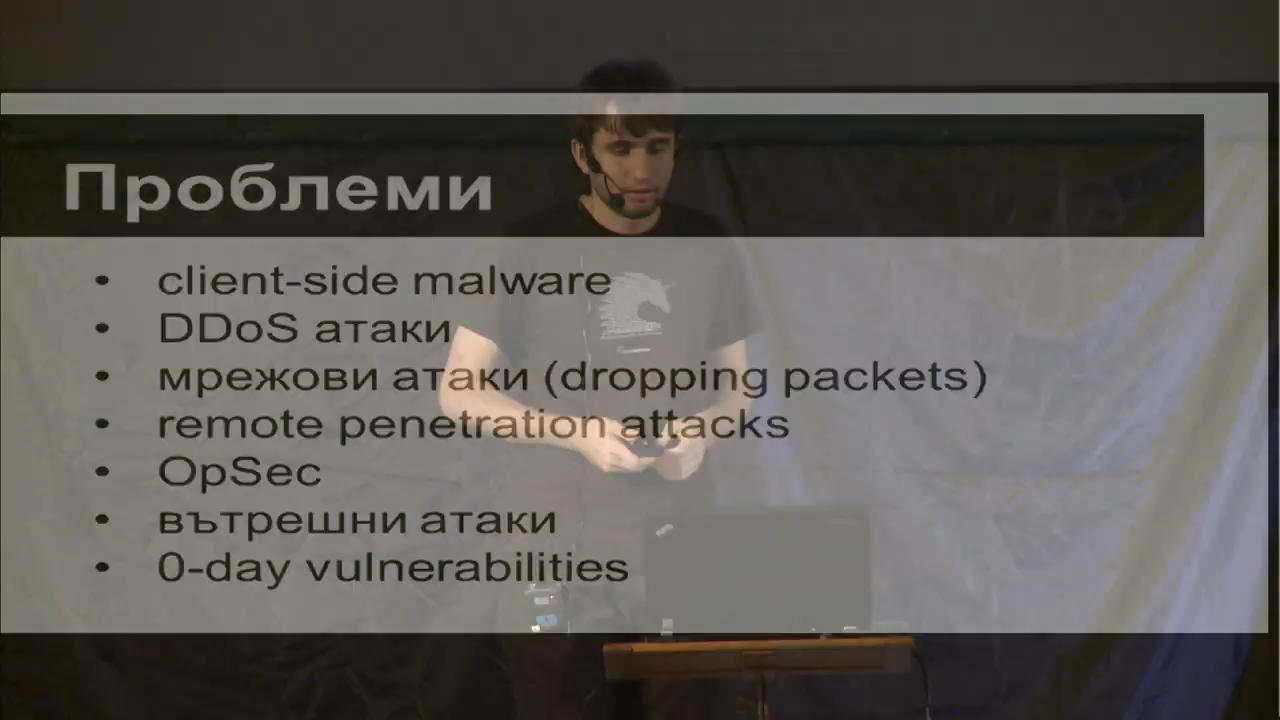 Проблеми
• client-side malware
• DDoS атаки
• мрежови атаки (dropping packets)
• remote penetration attacks
• OpSec
• вътрешни атаки
• 0-day vulnerabilities